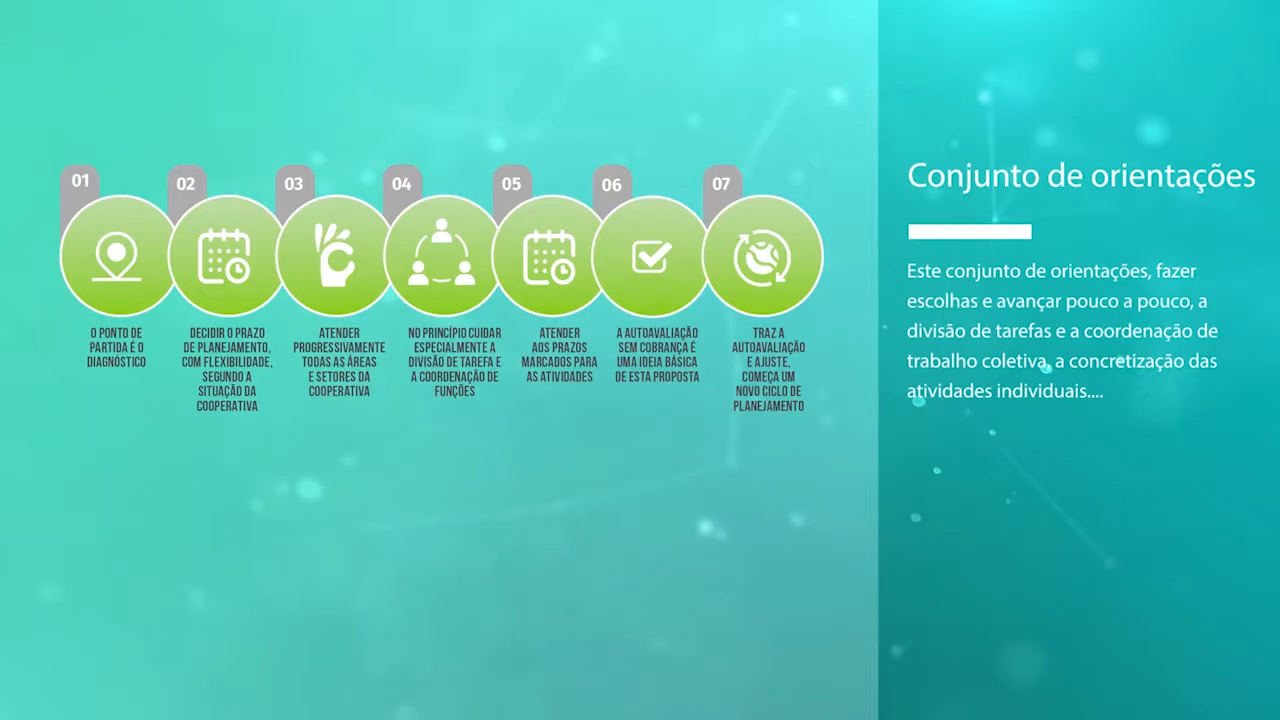 01
O PONTO DE
PARTIDA É O
DIAGNÓSTICO
02
DECIDIR O PRAZO
DE PLANEJAMENTO,
COM FLEXIBILIDADE,
SEGUNDO A
SITUAÇÃO DA
COOPERATIVA
03
ATENDER
PROGRESSIVAMENTE
TODAS AS ÁREAS
E SETORES DA
COOPERATIVA
04
NO PRINCÍPIO CUIDAR
ESPECIALMENTE A
DIVISÃO DE TAREFA E
A COORDENAÇÃO DE
FUNÇÕES
05
ATENDER
AOS PRAZOS
MARCADOS PARA
AS ATIVIDADES
06
A AUTOAVALIAÇÃO
SEM COBRANÇA É
UMA IDEIA BÁSICA
DE ESTA PROPOSTA
07
TRAZ A
AUTOAVALIAÇÃO
E AJUSTE,
COMEÇA UM
NOVO CICLO DE
PLANEJAMENTO
Conjunto de orientações
Este conjunto de orientações, fazer
escolhas e avançar pouco a pouco, a
divisão de tarefas e a coordenação de
trabalho coletiva, a concretização das
atividades individuais....